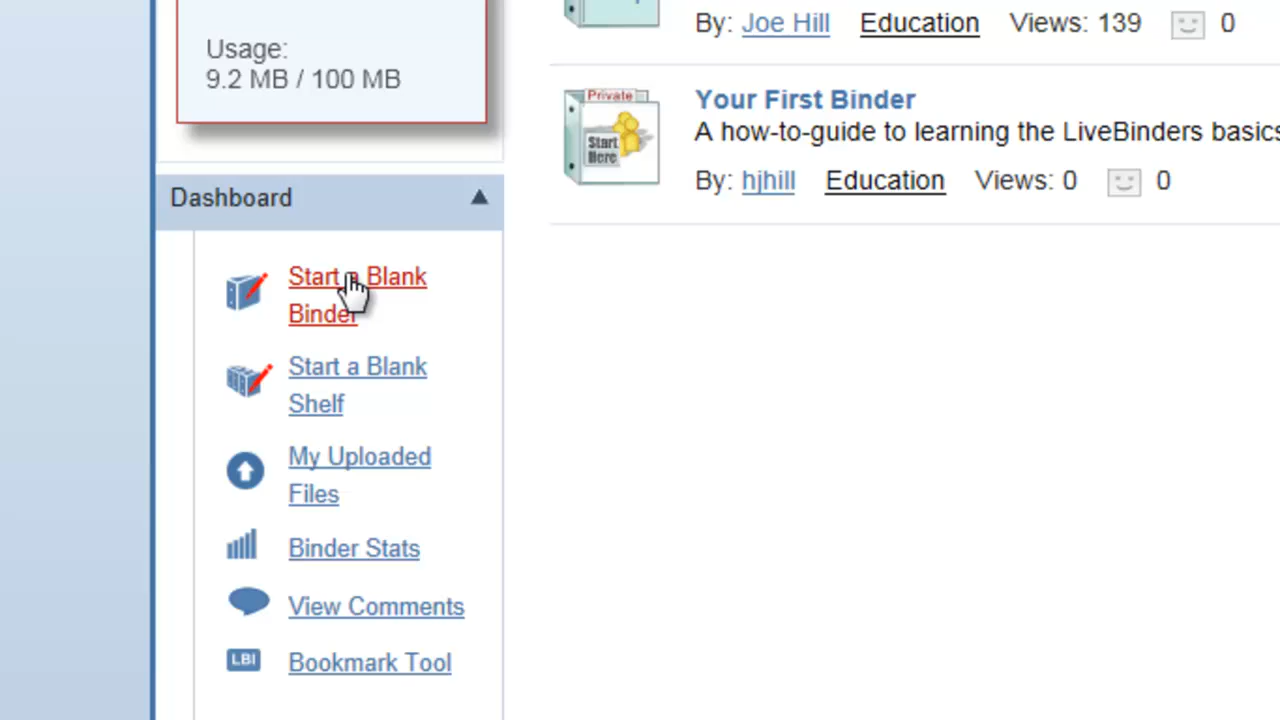 Usage:
9.2 MB / 100 MB
By: Joe Hill Education Views: 139 0
Private
Start Here
Your First Binder
A how-to-guide to learning the LiveBinders basics
By: hjhill Education Views: 0 0
Dashboard
Start a Blank
Binder
Start a Blank
Shelf
My Uploaded
Files
Binder Stats
View Comments
LBI Bookmark Tool